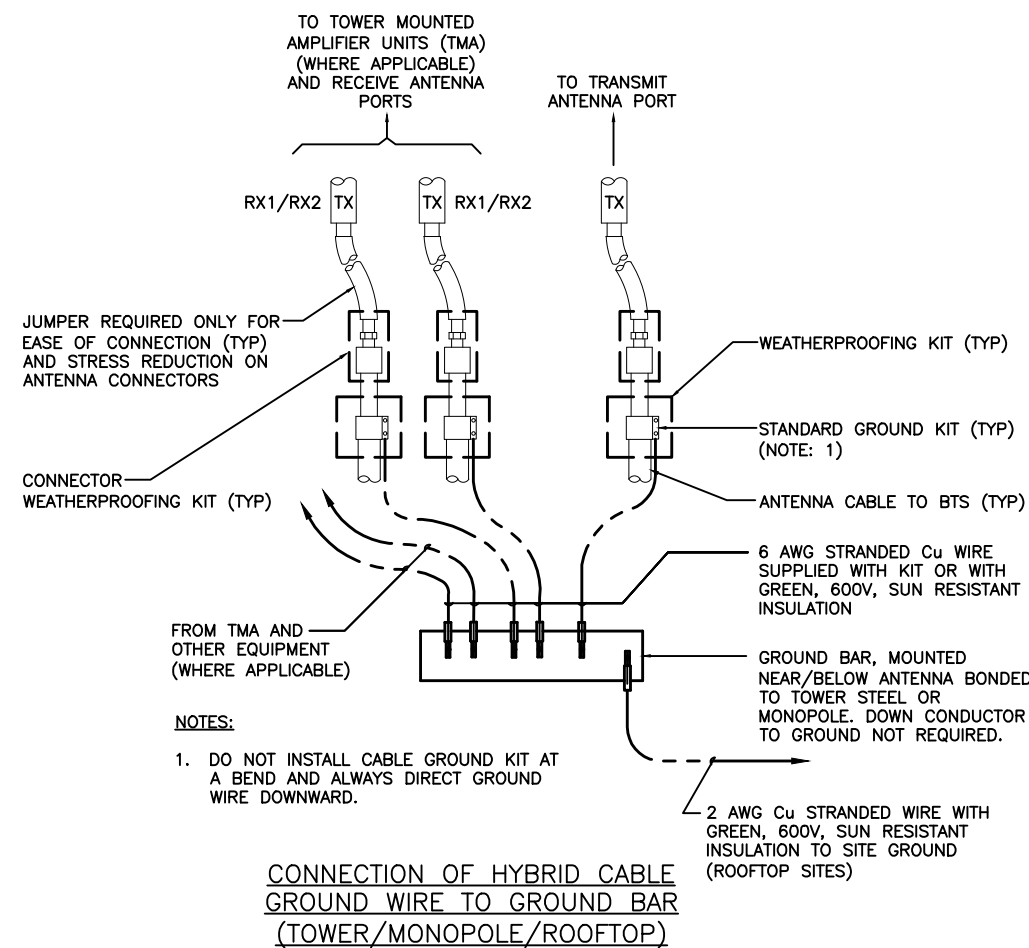 TO TOWER MOUNTED
AMPLIFIER UNITS (TMA)
(WHERE APPLICABLE)
AND RECEIVE ANTENNA
PORTS
TO TRANSMIT
ANTENNA PORT
RX1/RX2
TX
TX
RX1/RX2
TX
JUMPER REQUIRED ONLY FOR
EASE OF CONNECTION (TYP)
AND STRESS REDUCTION ON
ANTENNA CONNECTORS
WEATHERPROOFING KIT (TYP)
STANDARD GROUND KIT (TYP)
(NOTE: 1)
CONNECTOR
WEATHERPROOFING KIT (TYP)
ANTENNA CABLE TO BTS (TYP)
6 AWG STRANDED Cu WIRE
SUPPLIED WITH KIT OR WITH
GREEN, 600V, SUN RESISTANT
INSULATION
FROM TMA AND
OTHER EQUIPMENT
(WHERE APPLICABLE)
GROUND BAR, MOUNTED
NEAR/BELOW ANTENNA BONDED
TO TOWER STEEL OR
MONOPOLE. DOWN CONDUCTOR
TO GROUND NOT REQUIRED.
NOTES:
1. DO NOT INSTALL CABLE GROUND KIT AT
A BEND AND ALWAYS DIRECT GROUND
WIRE DOWNWARD.
2 AWG Cu STRANDED WIRE WITH
GREEN, 600V, SUN RESISTANT
INSULATION TO SITE GROUND
(ROOFTOP SITES)
CONNECTION OF HYBRID CABLE
GROUND WIRE TO GROUND BAR
(TOWER/MONOPOLE/ROOFTOP)